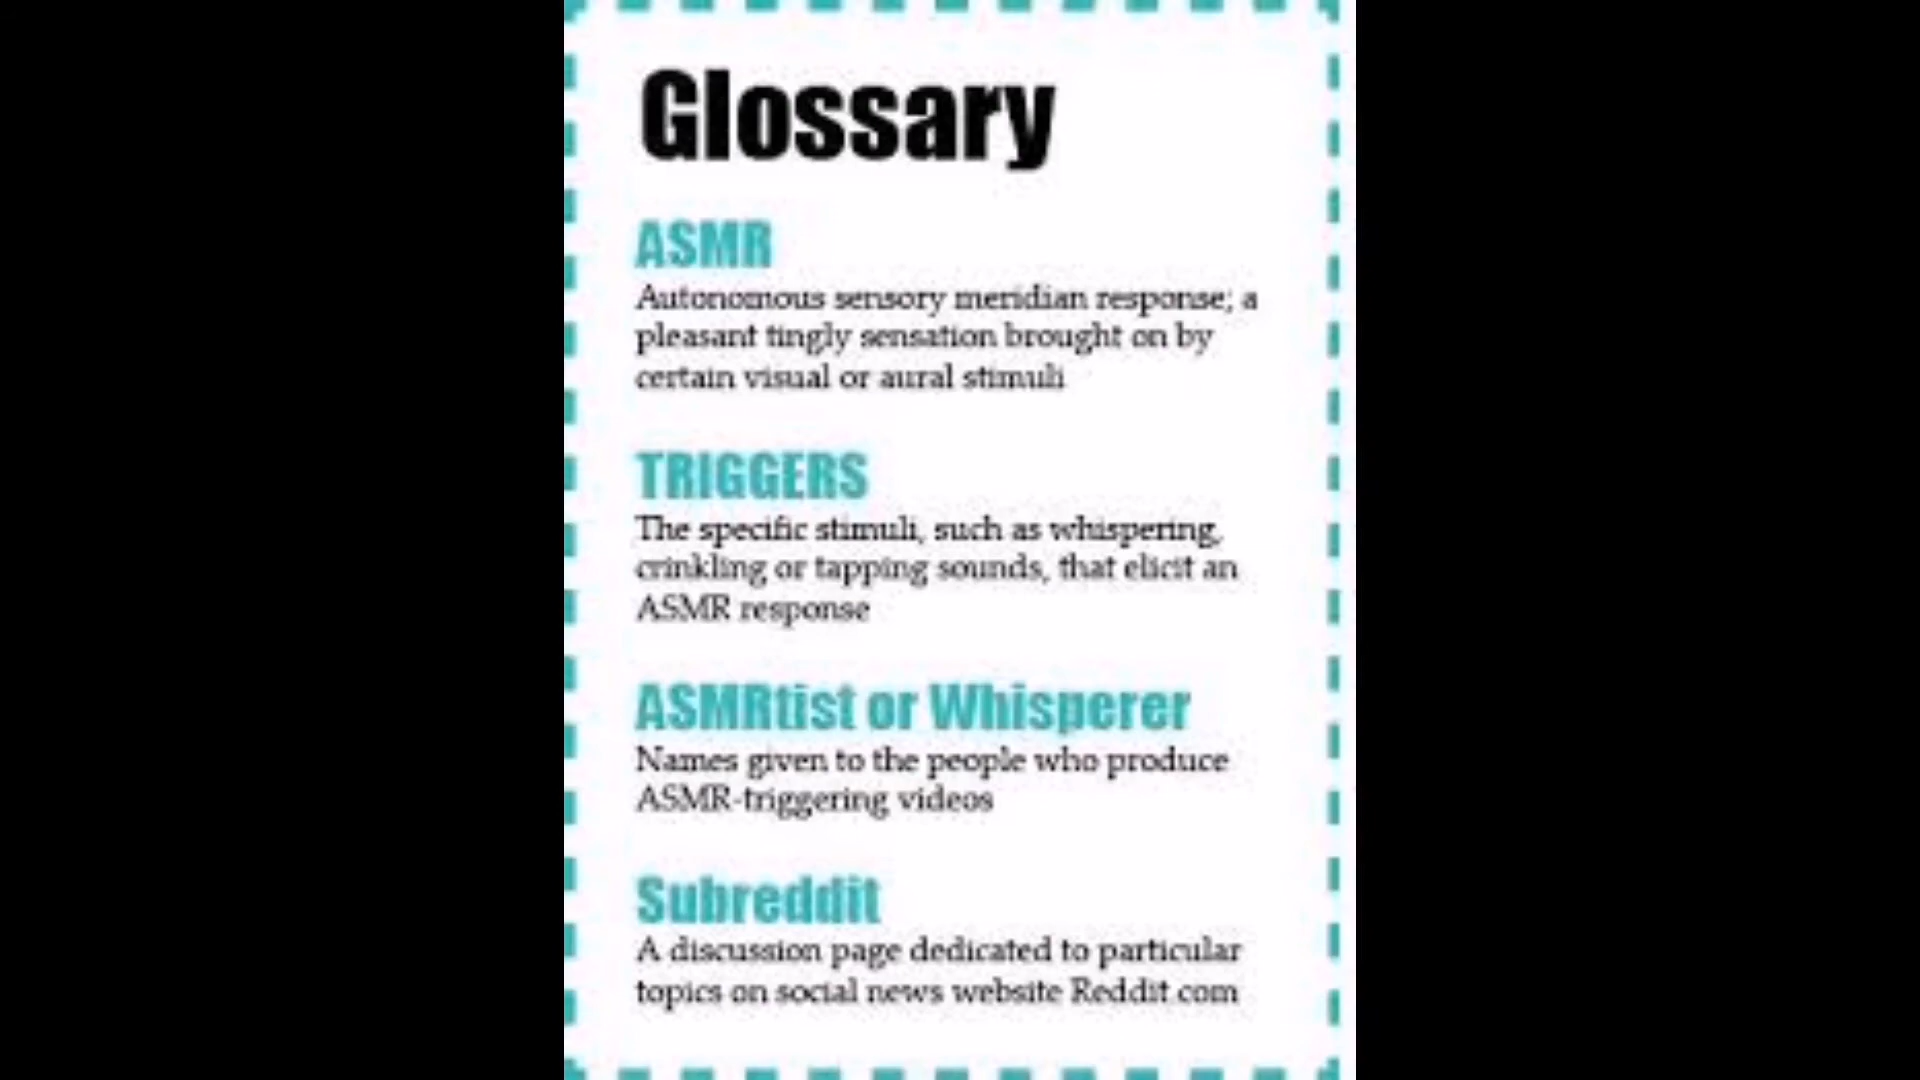 Glossary
ASMR
Autonomous sensory meridian response; a
pleasant tingly sensation brought on by
certain visual or aural stimuli
TRIGGERS
The specific stimuli, such as whispering,
crinkling or tapping sounds, that elicit an
ASMR response
ASMRtist or Whisperer
Names given to the people who produce
ASMR-triggering videos
Subreddit
A discussion page dedicated to particular
topics on social news website Reddit.com